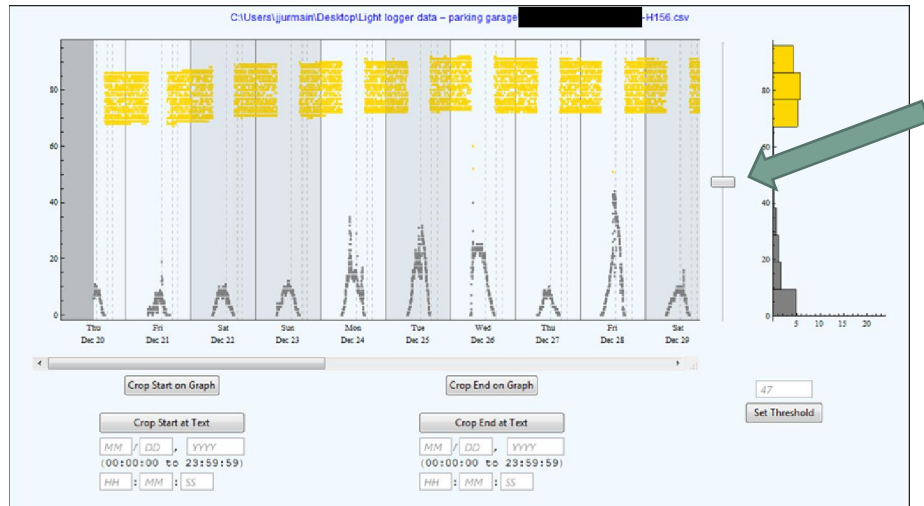 C:\Users\jjurmain\Desktop\Light logger data – parking garage -H156.csv
80
60
40
20
0
Thu Fri Sat Sun Mon Tue Wed Thu Fri Sat
Dec 20 Dec 21 Dec 22 Dec 23 Dec 24 Dec 25 Dec 26 Dec 27 Dec 28 Dec 29
80
60
40
20
0
5 10 15 20
Crop Start on Graph
Crop End on Graph
47
Set Threshold
Crop Start at Text
Crop End at Text
MM / DD , YYYY
MM / DD , YYYY
(00:00:00 to 23:59:59)
(00:00:00 to 23:59:59)
HH : MM : SS
HH : MM : SS